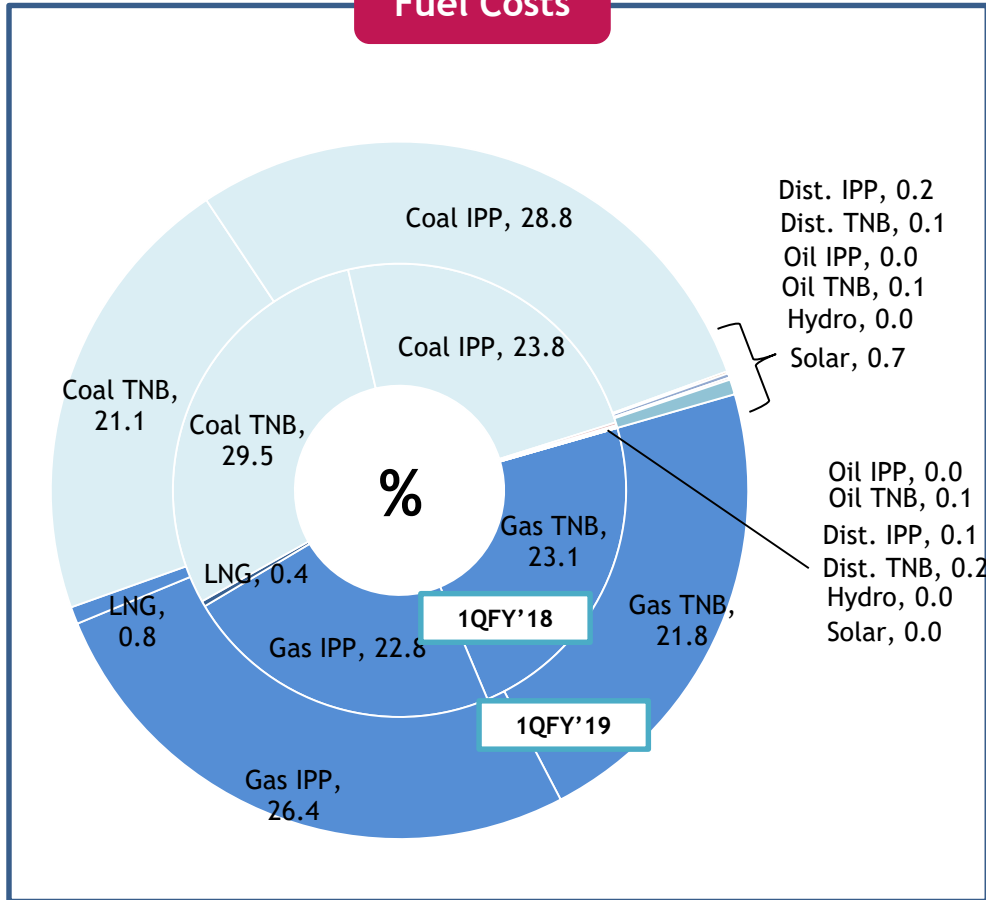 Fuel Costs
Dist. IPP, 0.2
Dist. TNB, 0.1
Oil IPP, 0.0
Oil TNB, 0.1
Hydro, 0.0
Solar, 0.7
Coal IPP, 28.8
Coal IPP, 23.8
Coal TNB,
21.1
Coal TNB,
29.5
%
Oil IPP, 0.0
Oil TNB, 0.1
Dist. IPP, 0.1
Dist. TNB, 0.2
Hydro, 0.0
Solar, 0.0
Gas TNB,
23.1
LNG, 0.4
LNG,
0.8
Gas TNB,
21.8
1QFY’18
Gas IPP, 22.8
1QFY’19
Gas IPP,
26.4